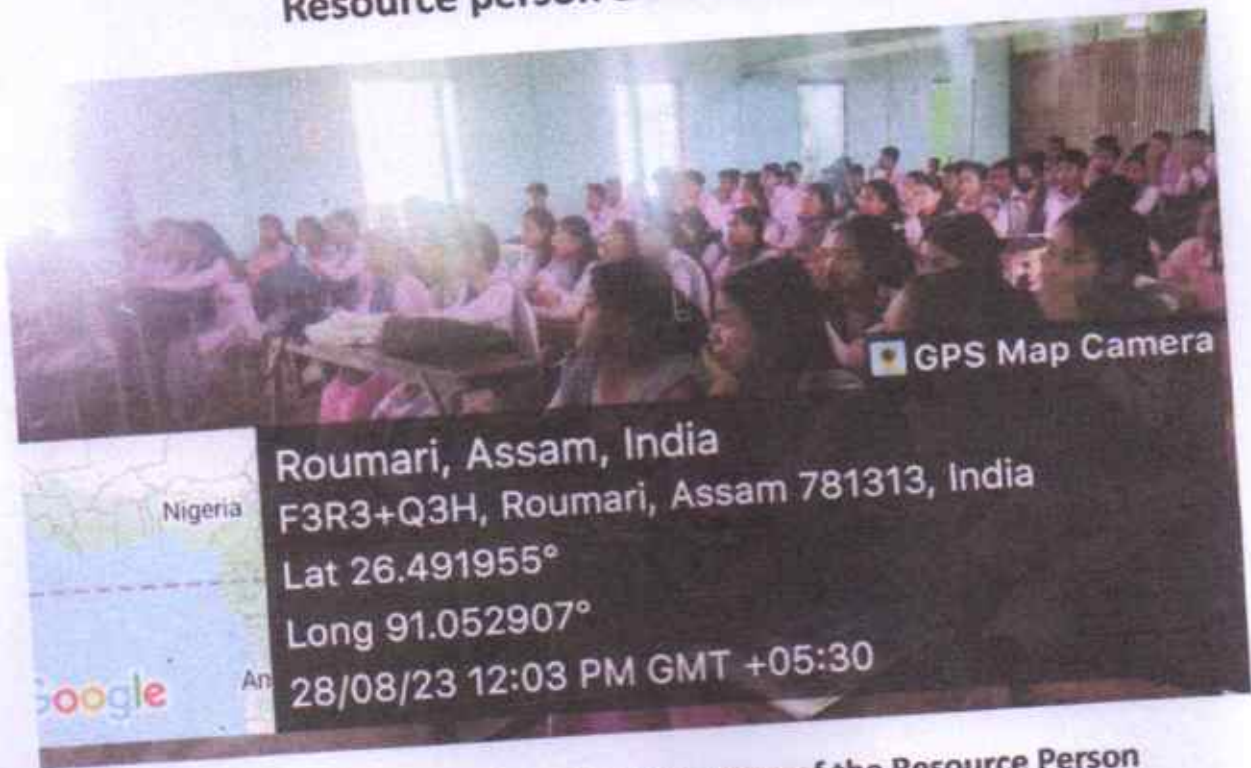 Resource person
GPS Map Camera
Roumari, Assam, India
F3R3+Q3H, Roumari, Assam 781313, India
Lat 26.491955°
Long 91.052907°
28/08/23 12:03 PM GMT +05:30
Nigeria
An
Google
of the Resource Person